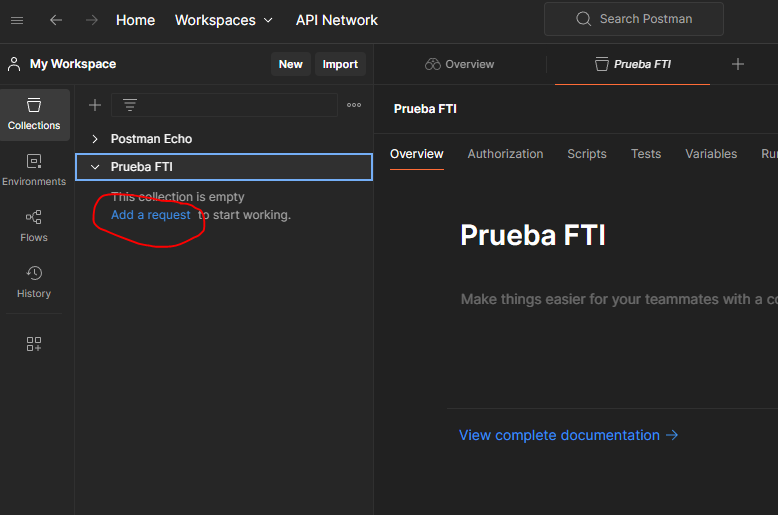 Home Workspaces API Network Search Postman
My Workspace New Import Overview Prueba FTI
Collections
Environments
Flows
History
Postman Echo
Prueba FTI
This collection is empty
Add a request to start working.
Prueba FTI
Overview Authorization Scripts Tests Variables Ru
Prueba FTI
Make things easier for your teammates with a co
View complete documentation →